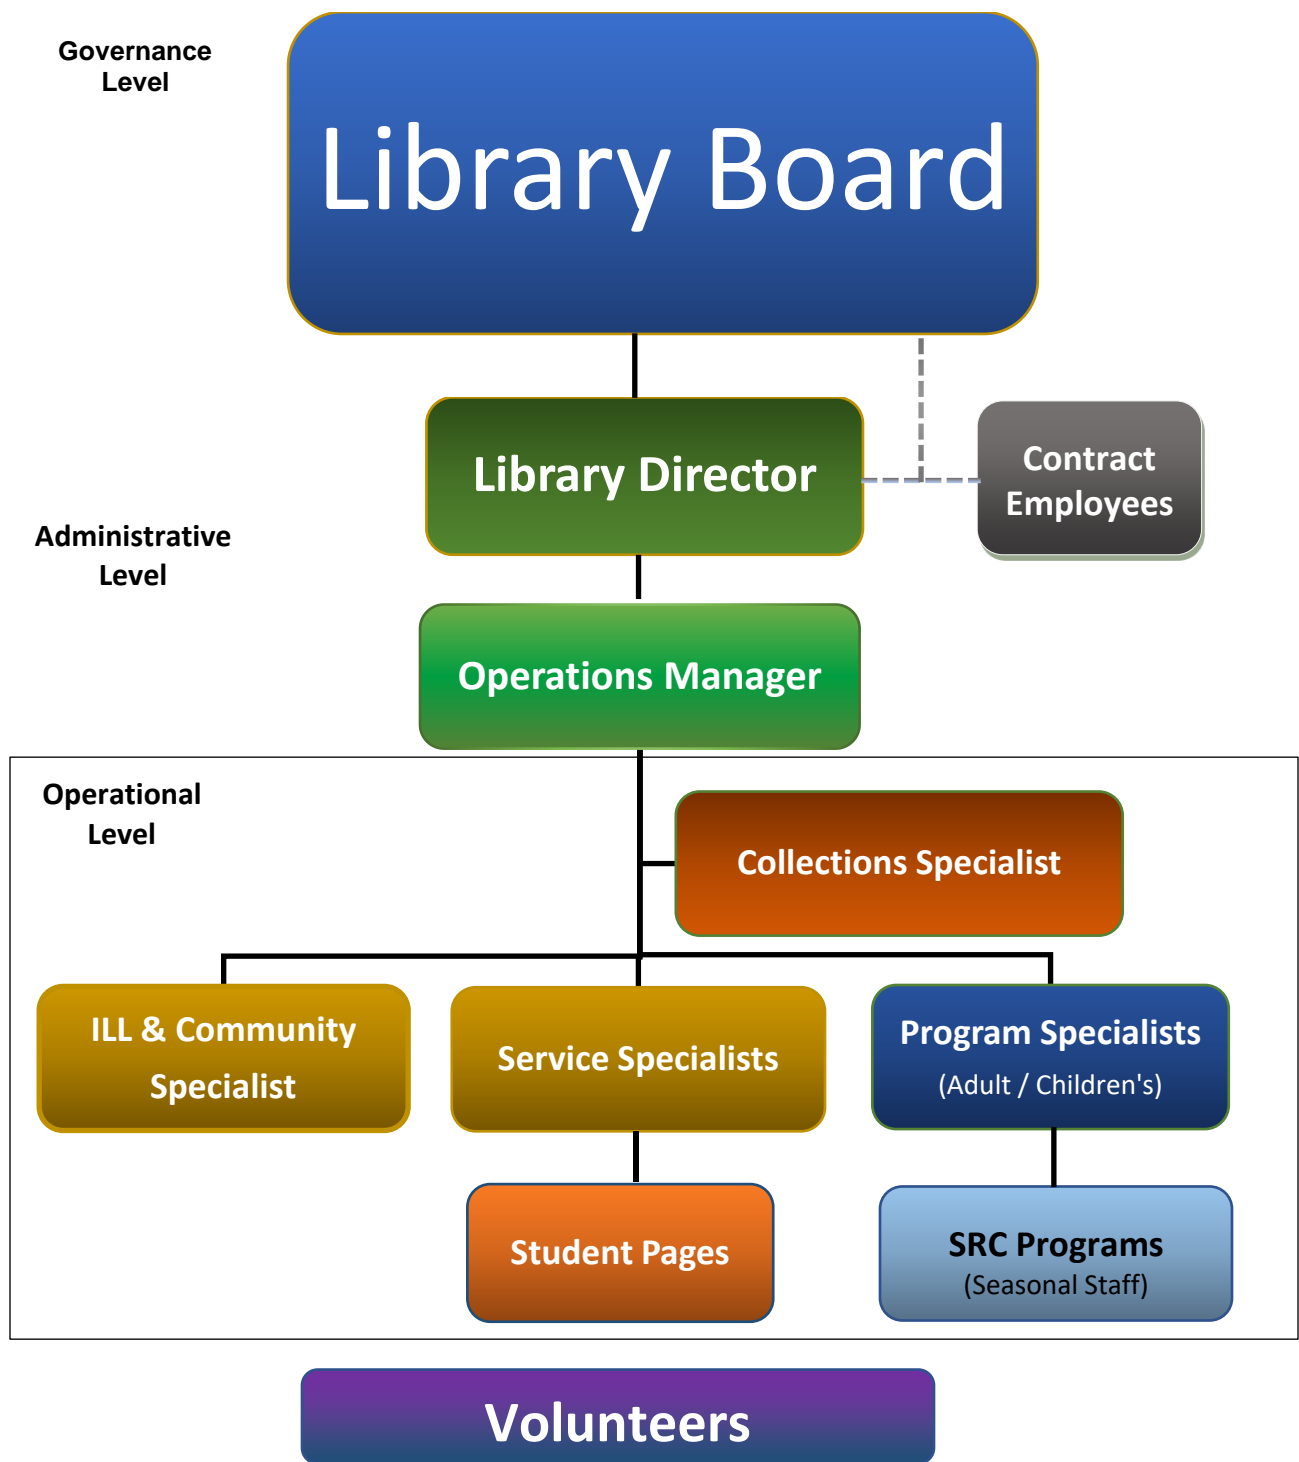 Governance
Level
Library Board
Library Director
Contract
Employees
Administrative
Level
Operations Manager
Operational
Level
Collections Specialist
ILL & Community
Specialist
Service Specialists
Program Specialists
(Adult / Children's)
Student Pages
SRC Programs
(Seasonal Staff)
Volunteers